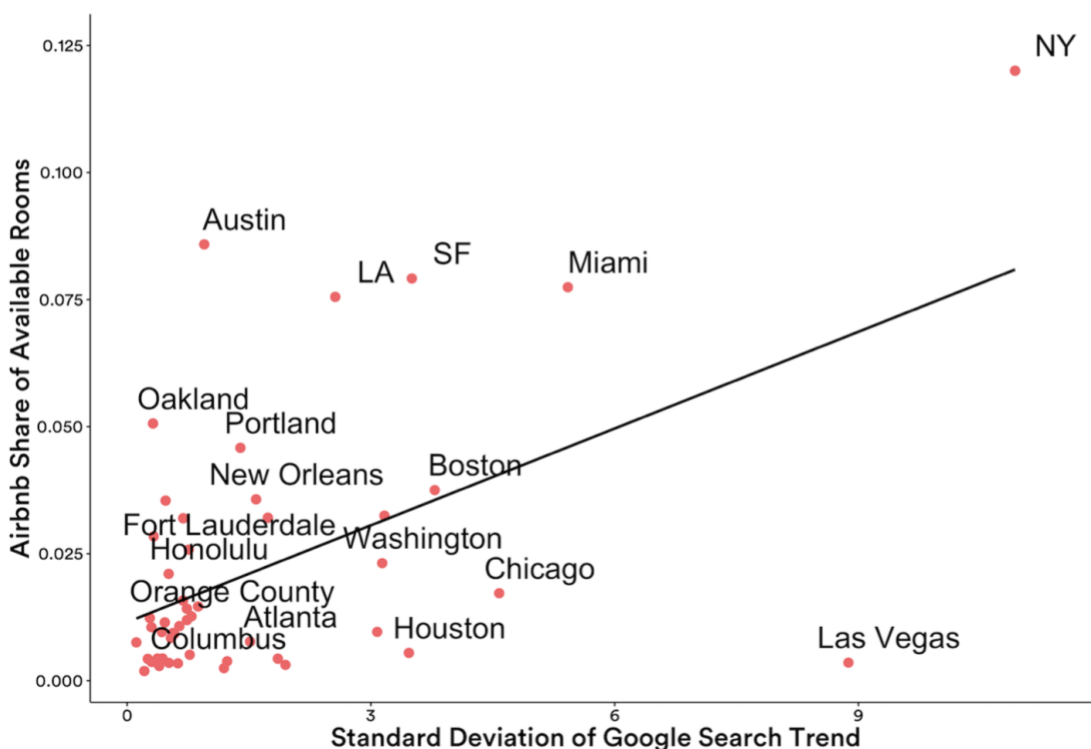 0.125
NY
0.100
Austin
SF
LA
Miami
0.075
Oakland
Portland
0.050
Boston
New Orleans
Fort Lauderdale
Washington
Honolulu
0.025
Chicago
Orange County
Atlanta
Houston
Columbus
Las Vegas
0.000
0 3 6 9
Airbnb Share of Available Rooms
Standard Deviation of Google Search Trend